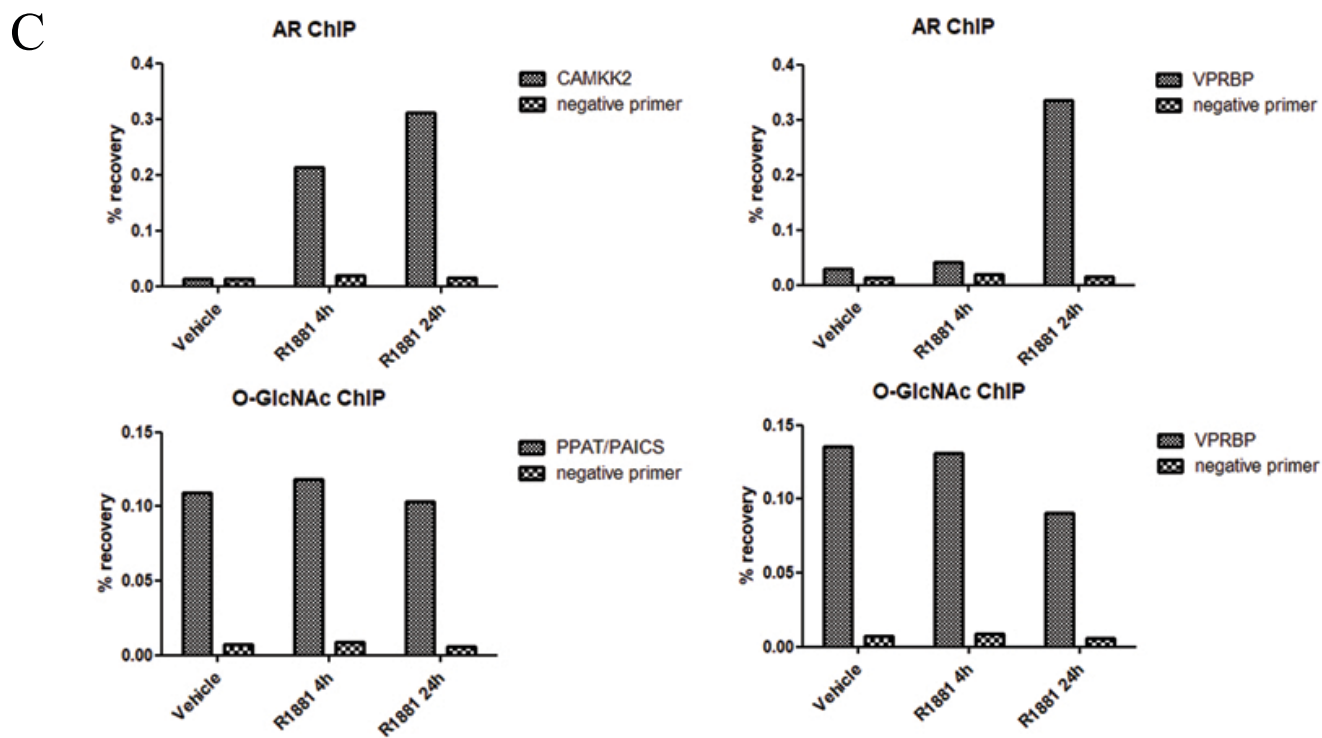 C
AR ChIP
0.4
0.3
0.2
0.1
0.0
% recovery
CAMKK2
negative primer
Vehicle
R1881 4h
R1881 24h
AR ChIP
0.4
0.3
0.2
0.1
0.0
% recovery
VPRBP
negative primer
Vehicle
R1881 4h
R1881 24h
O-GlcNAc ChIP
0.15
0.10
0.05
0.00
% recovery
PPAT/PAICS
negative primer
Vehicle
R1881 4h
R1881 24h
O-GlcNAc ChIP
0.15
0.10
0.05
0.00
% recovery
VPRBP
negative primer
Vehicle
R1881 4h
R1881 24h